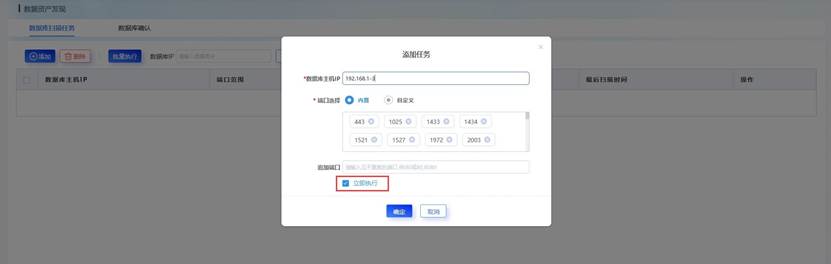 数据资产发现
数据库扫描任务 数据库确认
添加 删除 批量执行 数据库IP
数据库主机IP 端口范围 最后扫描时间 操作
添加任务
*数据库主机IP 192.168.1-3
*端口选择 内置 自定义
443 1025 1433 1434
1521 1527 1972 2003
追加端口
立即执行
确定 取消